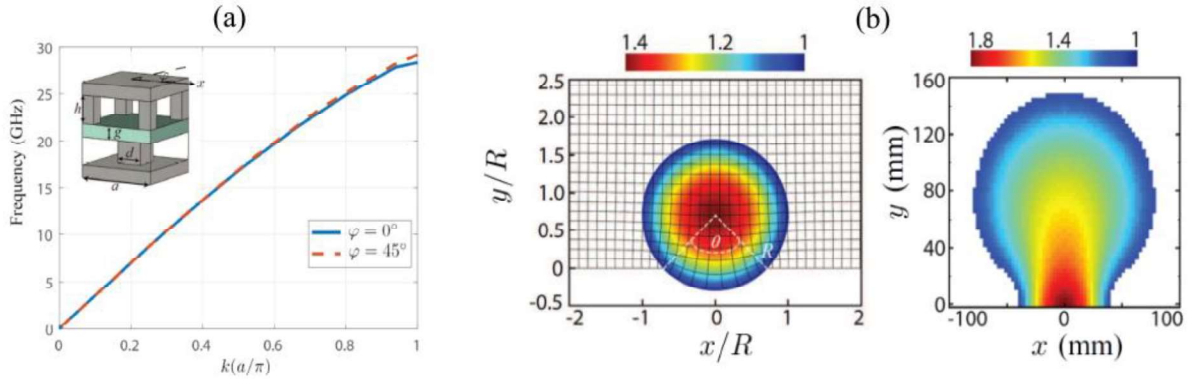 (a)
30
25
20
15
10
5
0
Frequency (GHz)
0 0.2 0.4 0.6 0.8 1
k(a/π)
x
h
g
d
a
φ = 0°
φ = 45°
(b)
1.4 1.2 1
2.5
2.0
1.5
1.0
0.5
0
-0.5
y/R
θ
R
-2 -1 0 1 2
x/R
1.8 1.4 1
160
120
80
40
0
y (mm)
-100 0 100
x (mm)